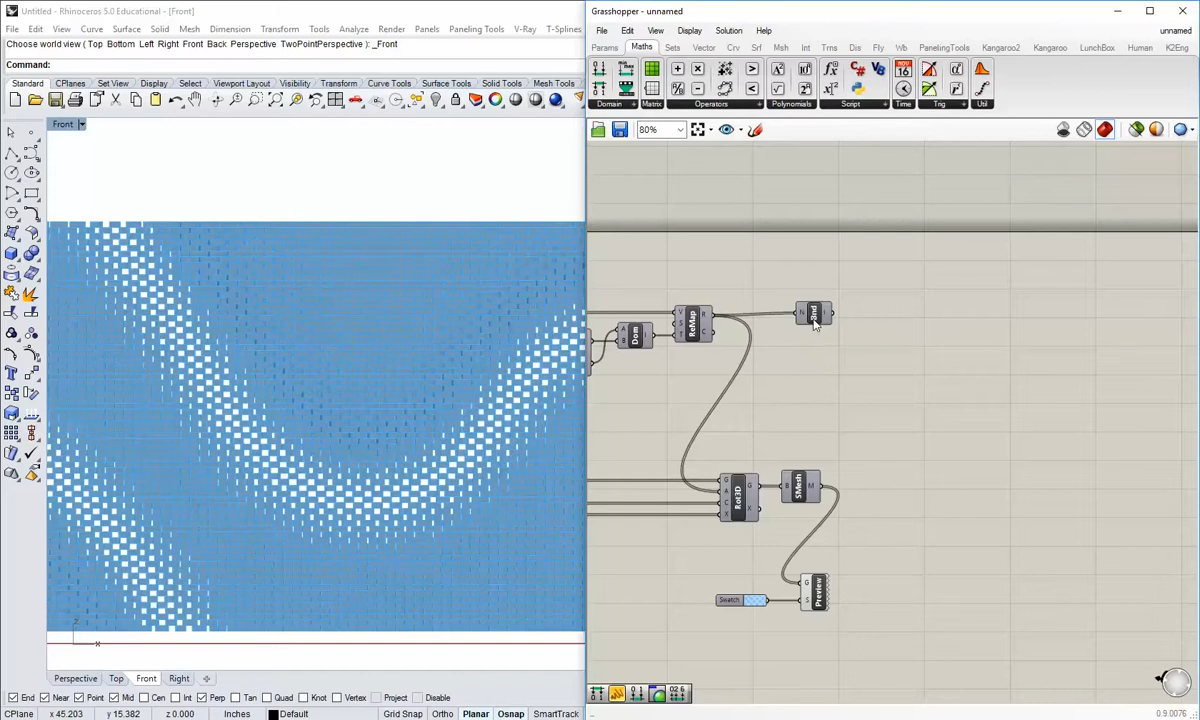 Untitled - Rhinoceros 5.0 Educational - [Front]
File Edit View Curve Surface Solid Mesh Dimension Transform Tools Analyze Render Panels V-Ray T-Splines
Choose world view ( Top Bottom Left Right Front Back Perspective TwoPointPerspective ): _Front
Command:
Standard CPlanes Set View Display Select Viewport Layout Visibility Transform Curve Tools Surface Tools Solid Tools Mesh Tools
Front
Perspective Top Front Right
End Near Point Mid Cen Int Perp Tan Quad Knot Vertex Project Disable
CPlane x 45.203 y 15.382 z 0.000 Inches Default Grid Snap Ortho Planar Osnap SmartTrack
Grasshopper - unnamed
File Edit View Display Solution Help unnamed
Params Maths Sets Vector Crv Srf Msh Int Trns Dis Fly Wb PanelingTools Kangaroo2 Kangaroo LunchBox Human K2Eng
Domain Matrix Operators Polynomials Script Time Trig Util
80%
A B Dom I
V S T ReMap R C
N
G A C X Rot3D G X
B SMesh M
Swatch
G S Preview
0.9.0076